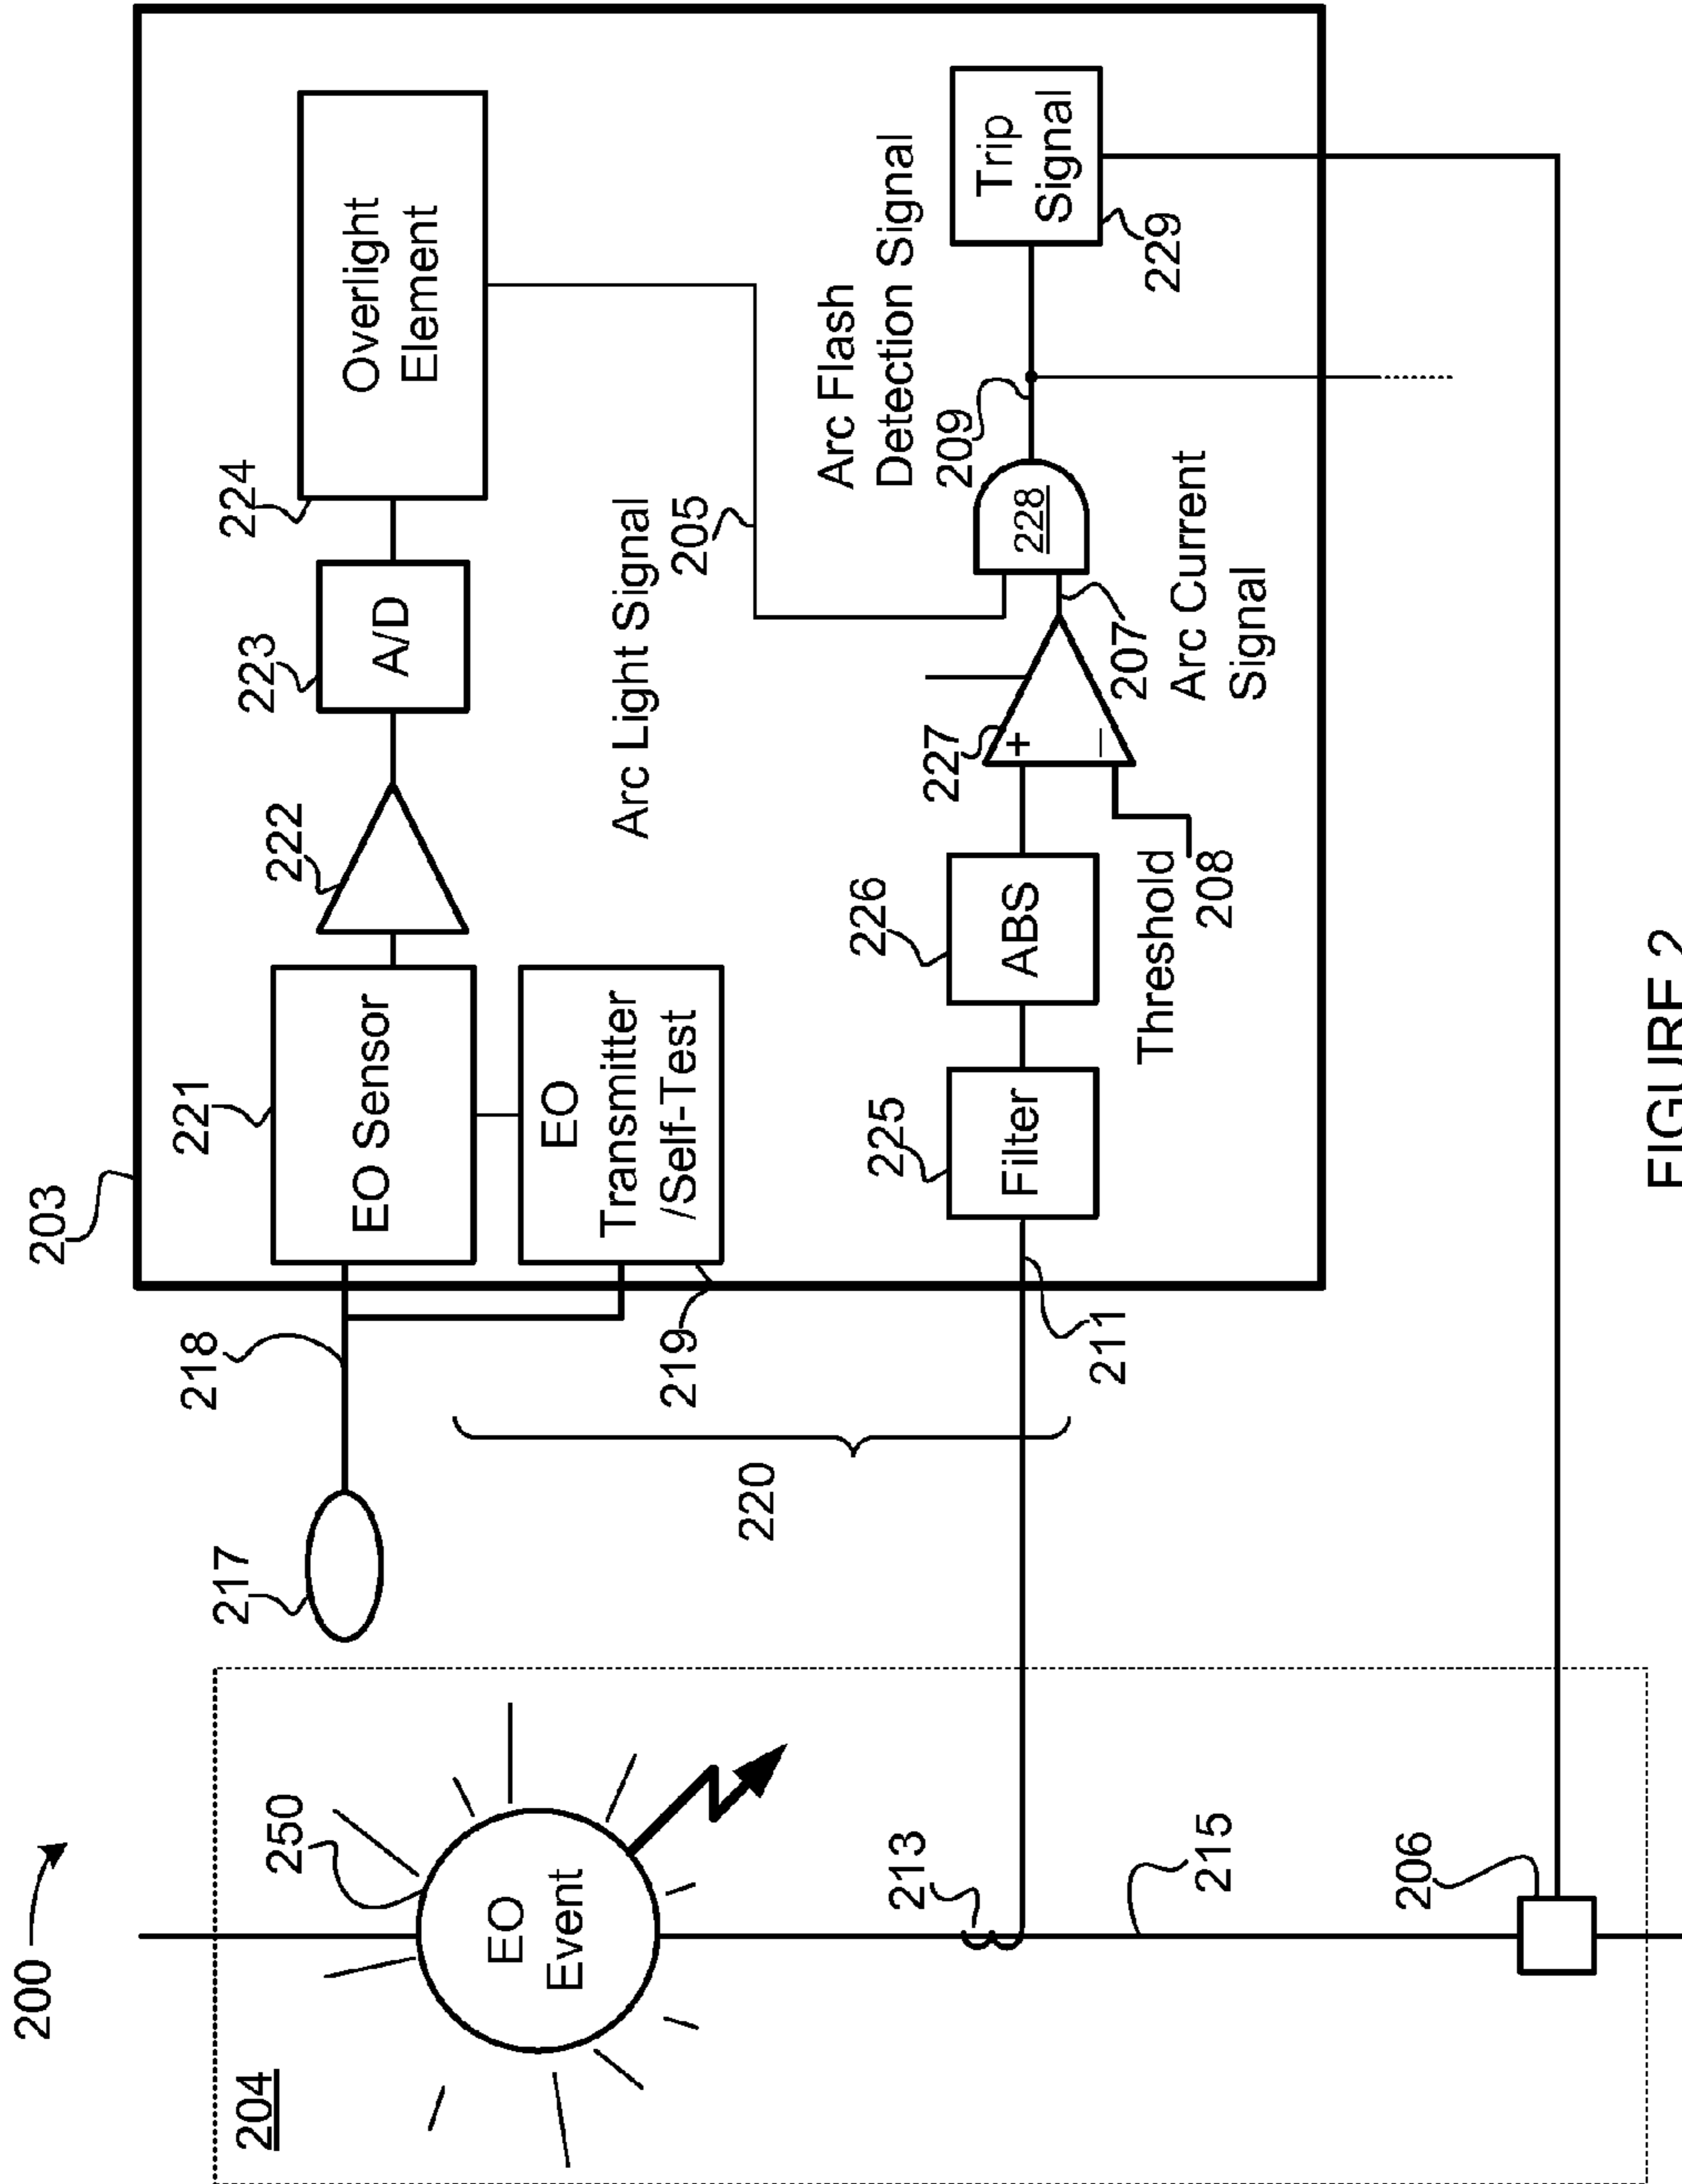 200
204
250
EO
Event
213
215
206
217
218
220
203
221
EO Sensor
222
223
A/D
224
Overlight
Element
EO
Transmitter
/Self-Test
219
Arc Light Signal
205
Arc Flash
Detection Signal
209
211
225
Filter
226
ABS
227
+
–
Threshold
208
207
Arc Current
Signal
228
Trip
Signal
229
FIGURE 2